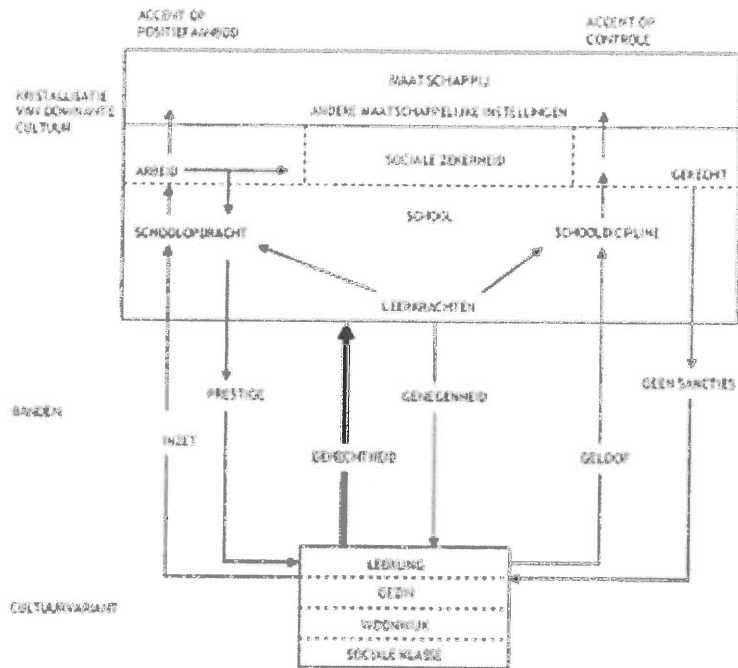 ACCENT OP
POSITIEF AANBOD
ACCENT OP
CONTROLE
KRISTALLISATIE
VAN DOMINANTE
CULTUUR
MAATSCHAPPIJ
ANDERE MAATSCHAPPELIJKE INSTELLINGEN
ARBEID
SOCIALE ZEKERHEID
GERECHT
SCHOOL
SCHOOLOPDRACHT
SCHOOLDISCIPLINE
LEERKRACHTEN
PRESTIGE
GENEGENHEID
GEEN SANCTIES
BANDEN
INZET
GEHECHTHEID
GELOOF
LEERLING
GEZIN
CULTUURVARIANT
WOONWIJK
SOCIALE KLASSE